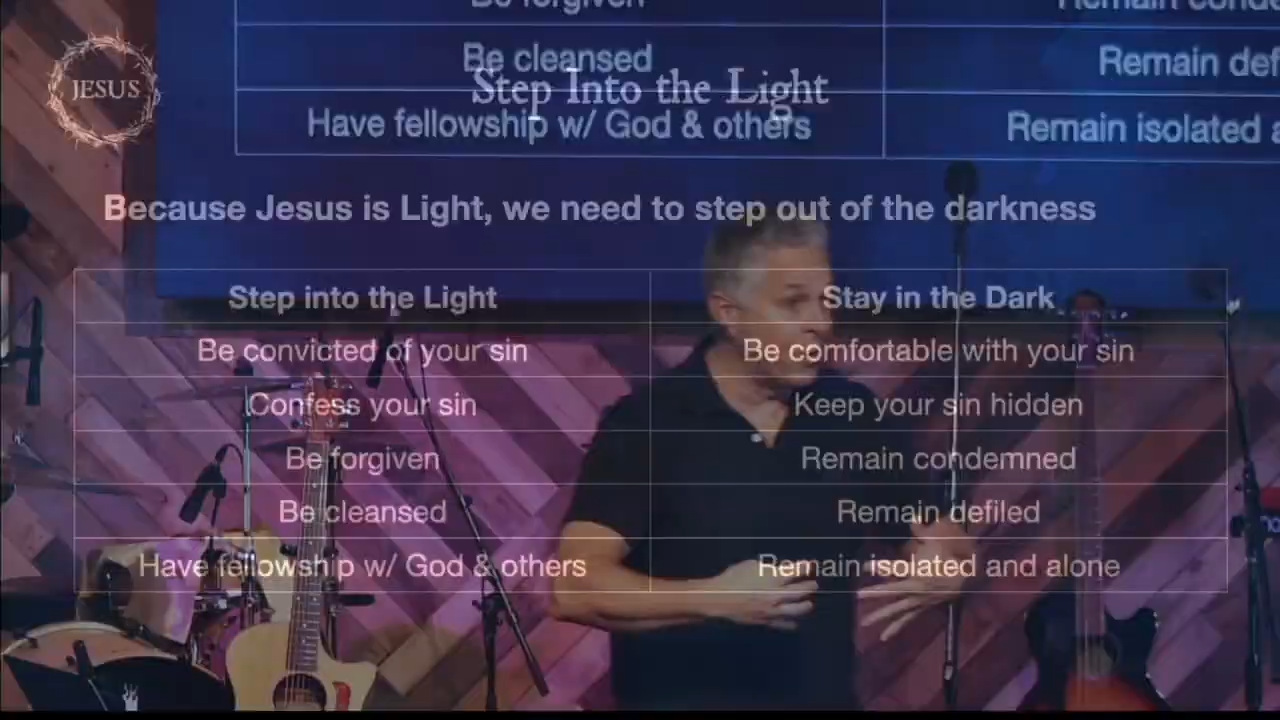 Be forgiven
Be cleansed Remain def
Have fellowship w/ God & others Remain isolated a
JESUS
Step Into the Light
Because Jesus is Light, we need to step out of the darkness
Step into the Light Stay in the Dark
Be convicted of your sin Be comfortable with your sin
Confess your sin Keep your sin hidden
Be forgiven Remain condemned
Be cleansed Remain defiled
Have fellowship w/ God & others Remain isolated and alone